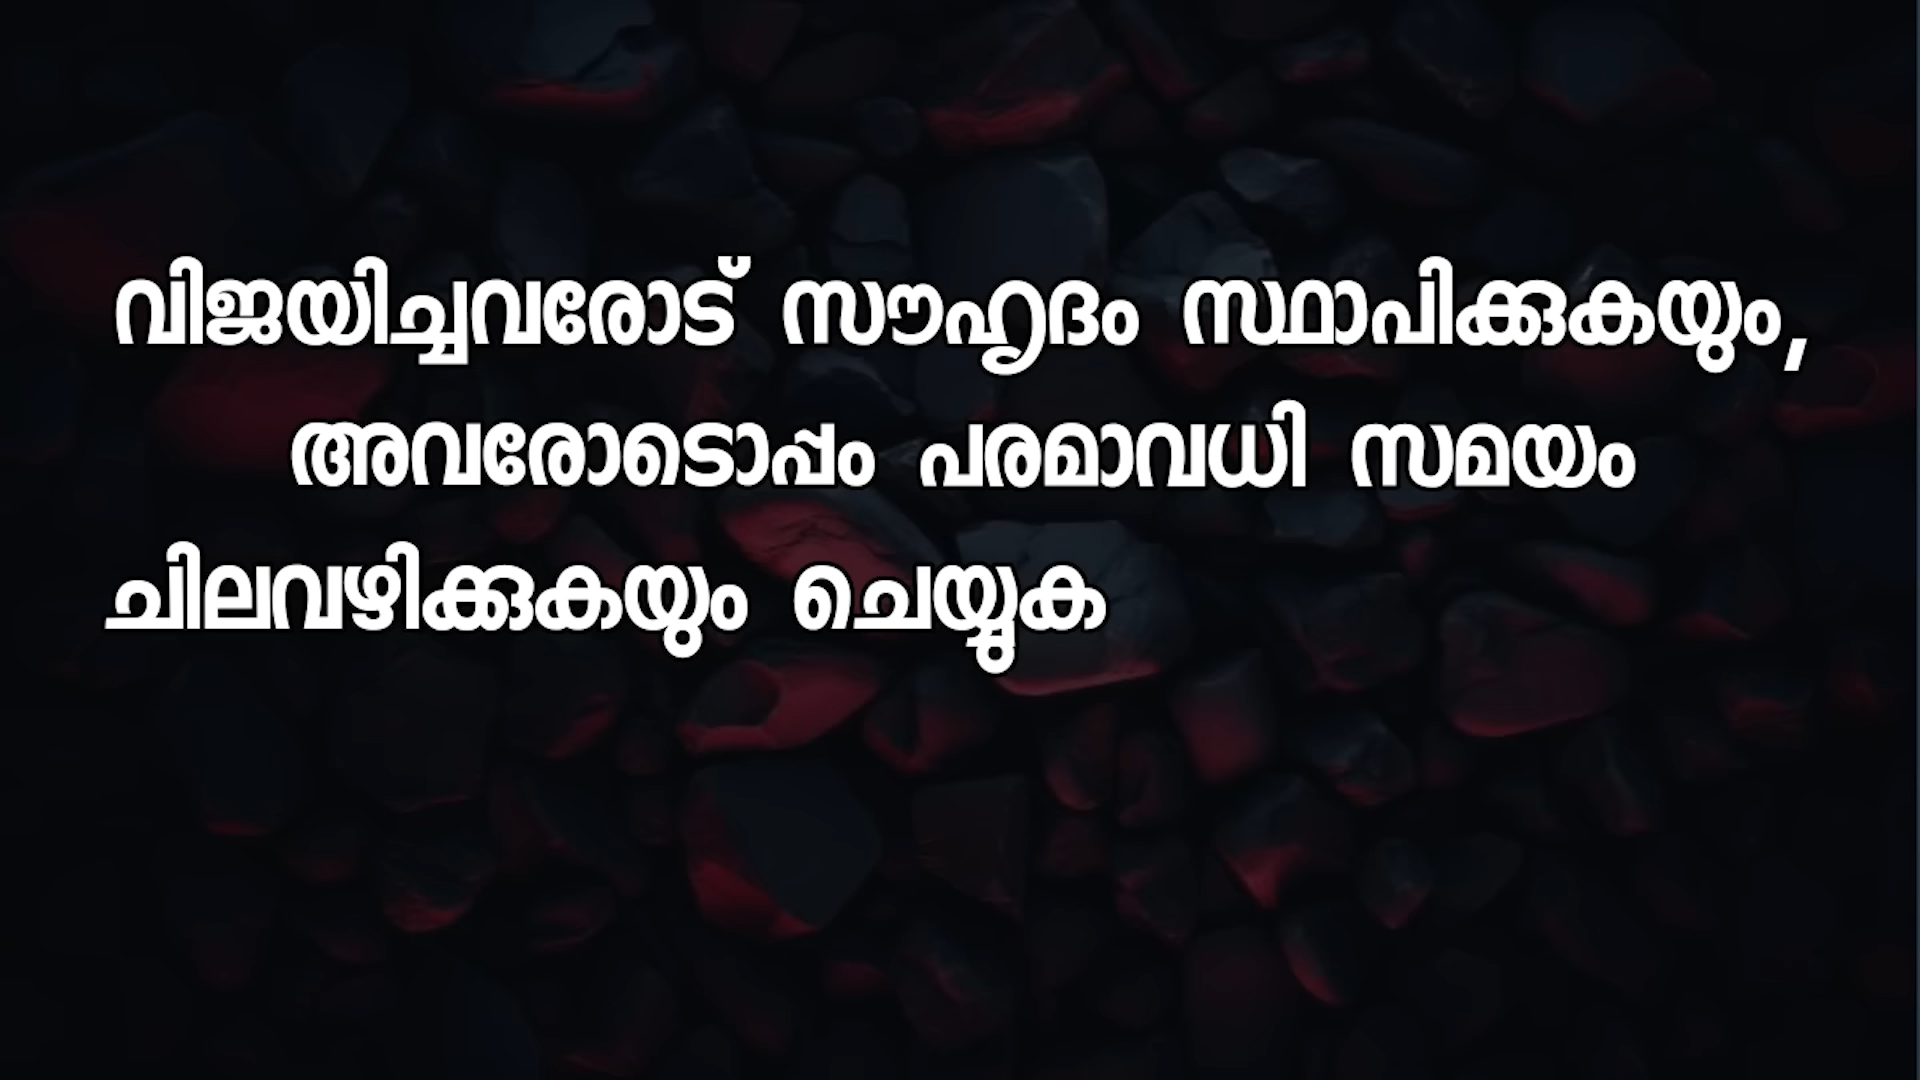 വിജയിച്ചവരോട് സൗഹൃദം സ്ഥാപിക്കുകയും,
അവരോടൊപ്പം പരമാവധി സമയം
ചിലവഴിക്കുകയും ചെയ്യുക